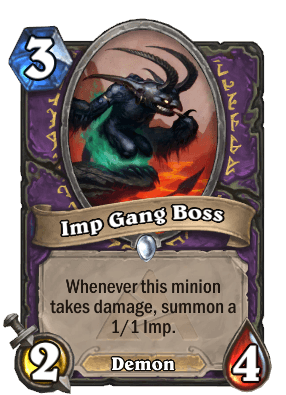 3
Imp Gang Boss
Whenever this minion
takes damage, summon a
1/1 Imp.
2
Demon
4